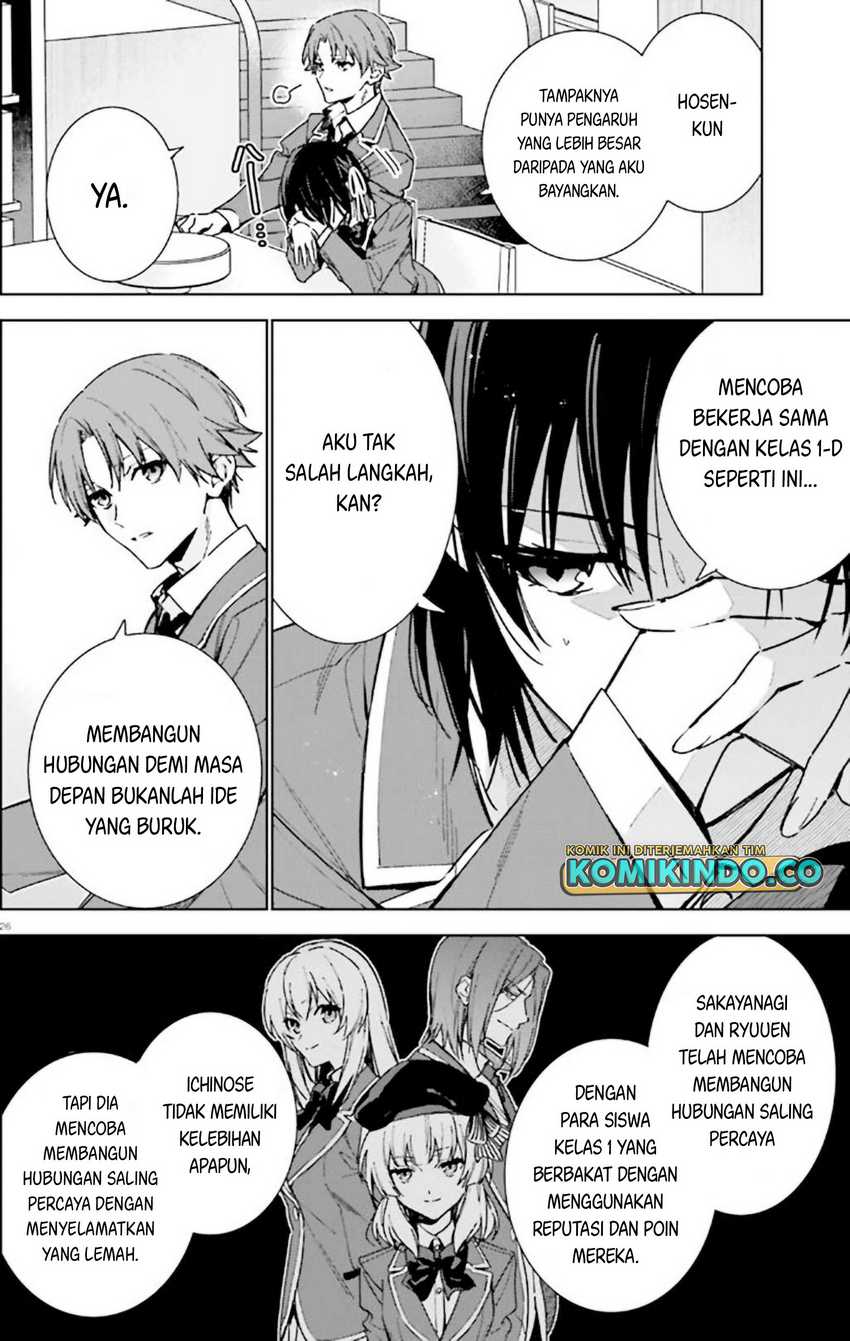 HOSEN-
KUN
TAMPAKNYA
PUNYA PENGARUH
YANG LEBIH BESAR
DARIPADA YANG AKU
BAYANGKAN.
YA.
MENCOBA
BEKERJA SAMA
DENGAN KELAS 1-D
SEPERTI INI...
AKU TAK
SALAH LANGKAH,
KAN?
MEMBANGUN
HUBUNGAN DEMI MASA
DEPAN BUKANLAH IDE
YANG BURUK.
KOMIK INI DITERJEMAHKAN TIM
KOMIKINDO.CO
26
SAKAYANAGI
DAN RYUUEN
TELAH MENCOBA
MEMBANGUN
HUBUNGAN SALING
PERCAYA
DENGAN
PARA SISWA
KELAS 1 YANG
BERBAKAT DENGAN
MENGGUNAKAN
REPUTASI DAN POIN
MEREKA.
ICHINOSE
TIDAK MEMILIKI
KELEBIHAN
APAPUN,
TAPI DIA
MENCOBA
MEMBANGUN
HUBUNGAN SALING
PERCAYA DENGAN
MENYELAMATKAN
YANG LEMAH.